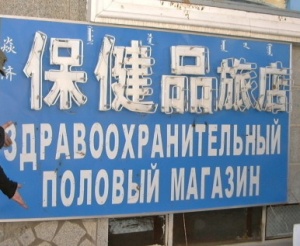 保健品旅店
ЗДРАВООХРАНИТЕЛЬНЫЙ
ПОЛОВЫЙ МАГАЗИН